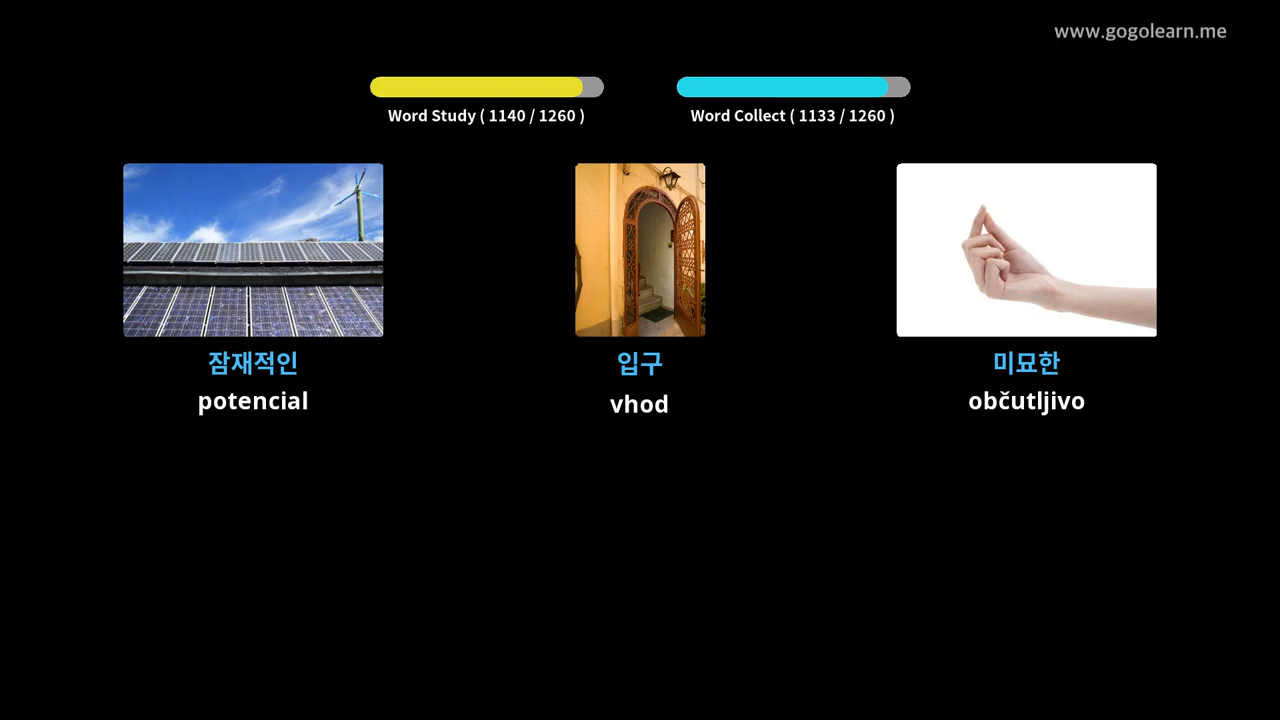 www.gogolearn.me
Word Study ( 1140 / 1260 )
Word Collect ( 1133 / 1260 )
잠재적인
입구
미묘한
potencial
vhod
občutljivo